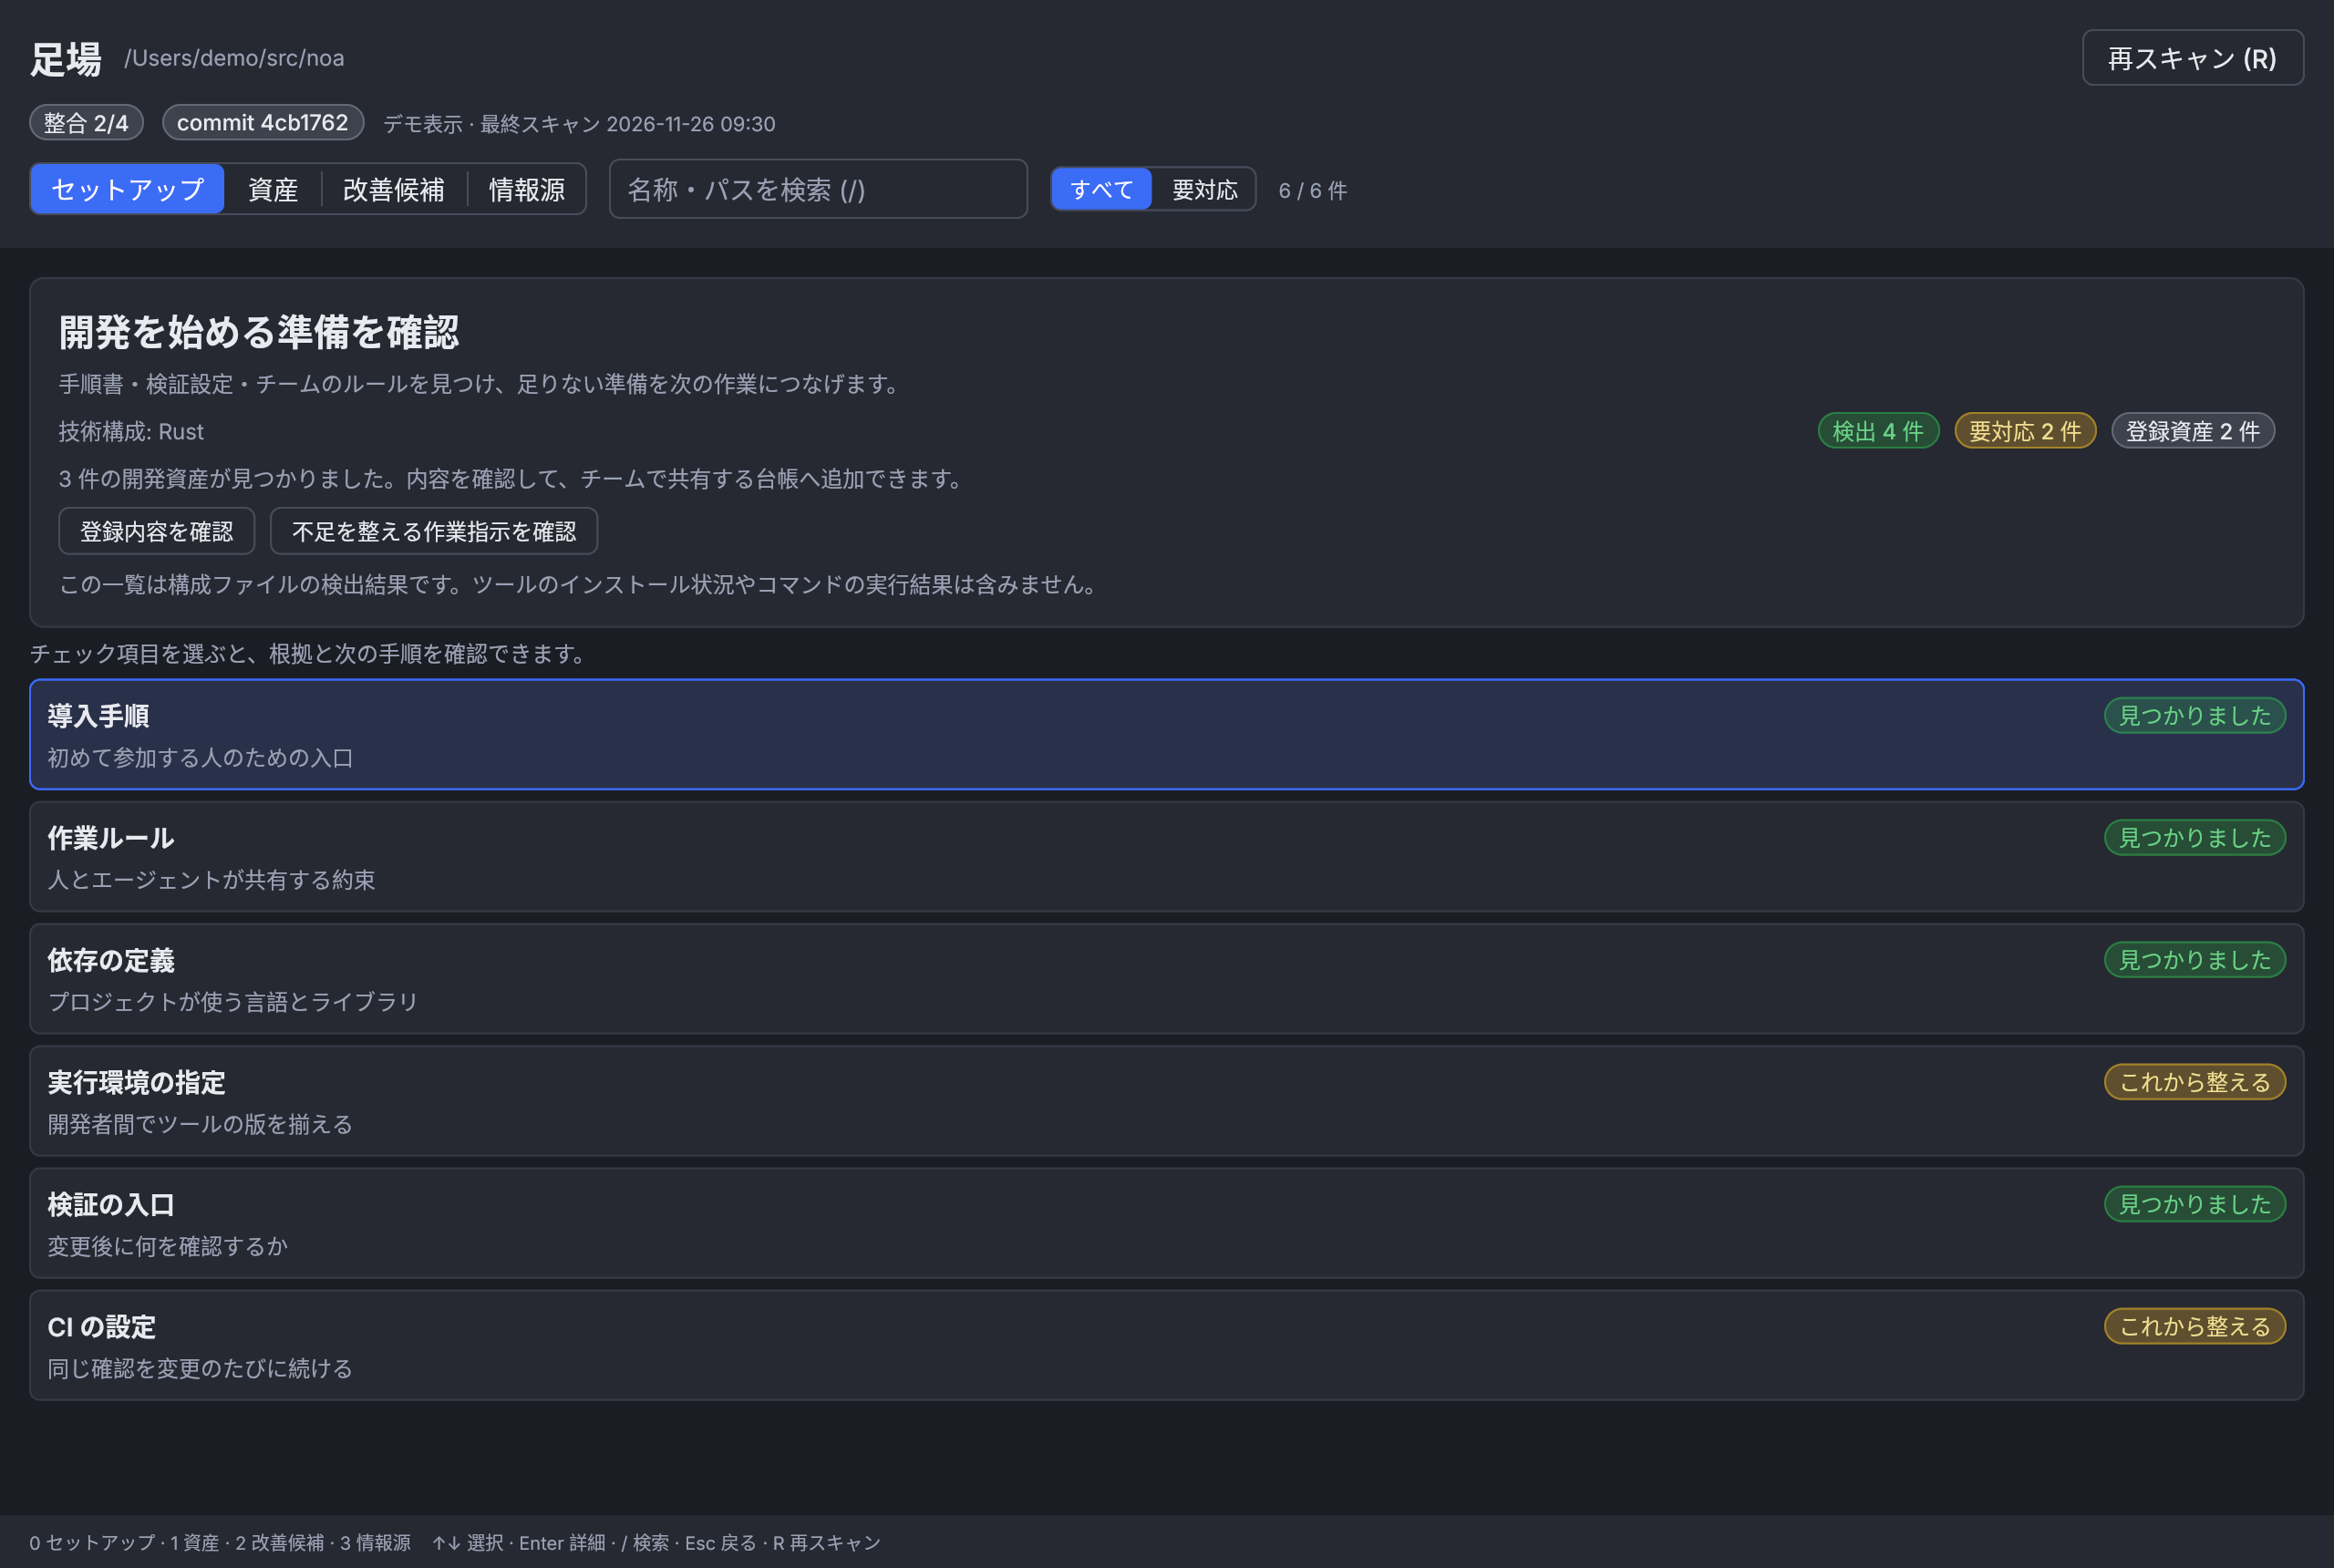 足場 /Users/demo/src/noa 再スキャン (R)
整合 2/4 commit 4cb1762 デモ表示 · 最終スキャン 2026-11-26 09:30
セットアップ 資産 改善候補 情報源 名称・パスを検索 (/) すべて 要対応 6 / 6 件
開発を始める準備を確認
手順書・検証設定・チームのルールを見つけ、足りない準備を次の作業につなげます。
技術構成: Rust 検出 4 件 要対応 2 件 登録資産 2 件
3 件の開発資産が見つかりました。内容を確認して、チームで共有する台帳へ追加できます。
登録内容を確認 不足を整える作業指示を確認
この一覧は構成ファイルの検出結果です。ツールのインストール状況やコマンドの実行結果は含みません。
チェック項目を選ぶと、根拠と次の手順を確認できます。
導入手順 見つかりました
初めて参加する人のための入口
作業ルール 見つかりました
人とエージェントが共有する約束
依存の定義 見つかりました
プロジェクトが使う言語とライブラリ
実行環境の指定 これから整える
開発者間でツールの版を揃える
検証の入口 見つかりました
変更後に何を確認するか
CI の設定 これから整える
同じ確認を変更のたびに続ける
0 セットアップ · 1 資産 · 2 改善候補 · 3 情報源 ↑↓ 選択 · Enter 詳細 · / 検索 · Esc 戻る · R 再スキャン